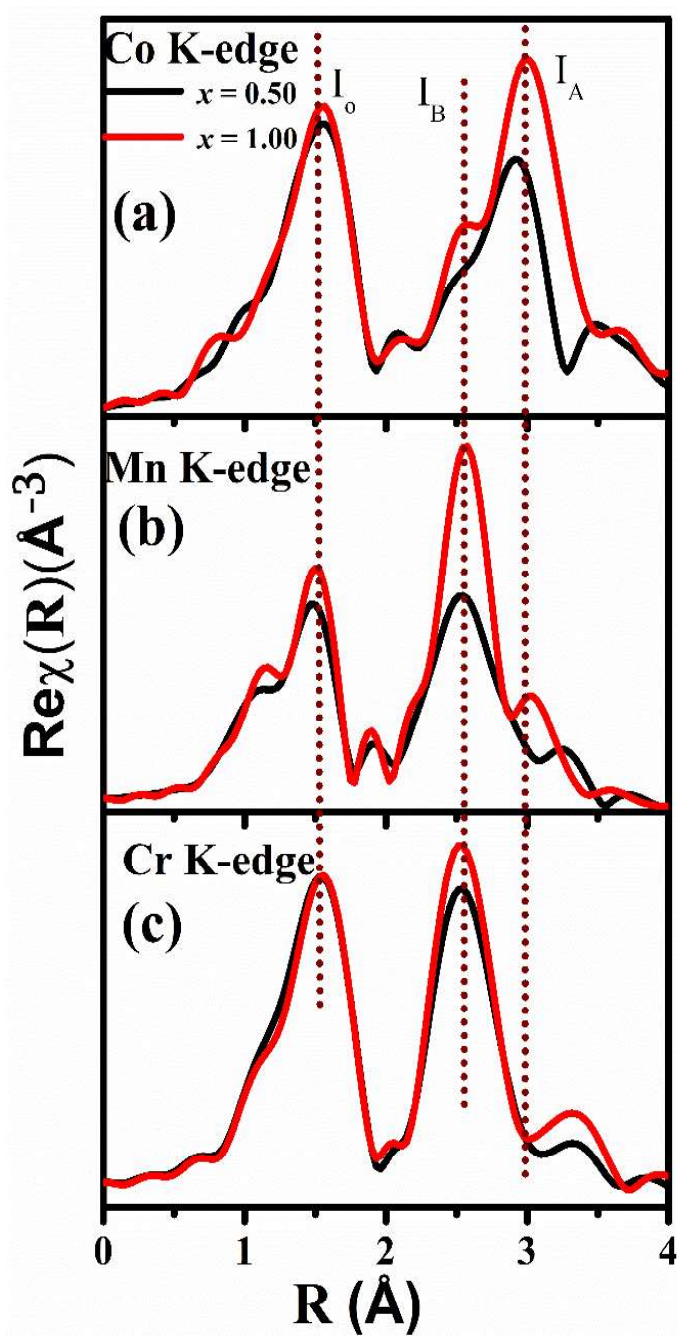 Co K-edge
x = 0.50
x = 1.00
I_o
I_B
I_A
(a)
Mn K-edge
(b)
Cr K-edge
(c)
Reχ(R)(Å⁻³)
0 1 2 3 4
R (Å)